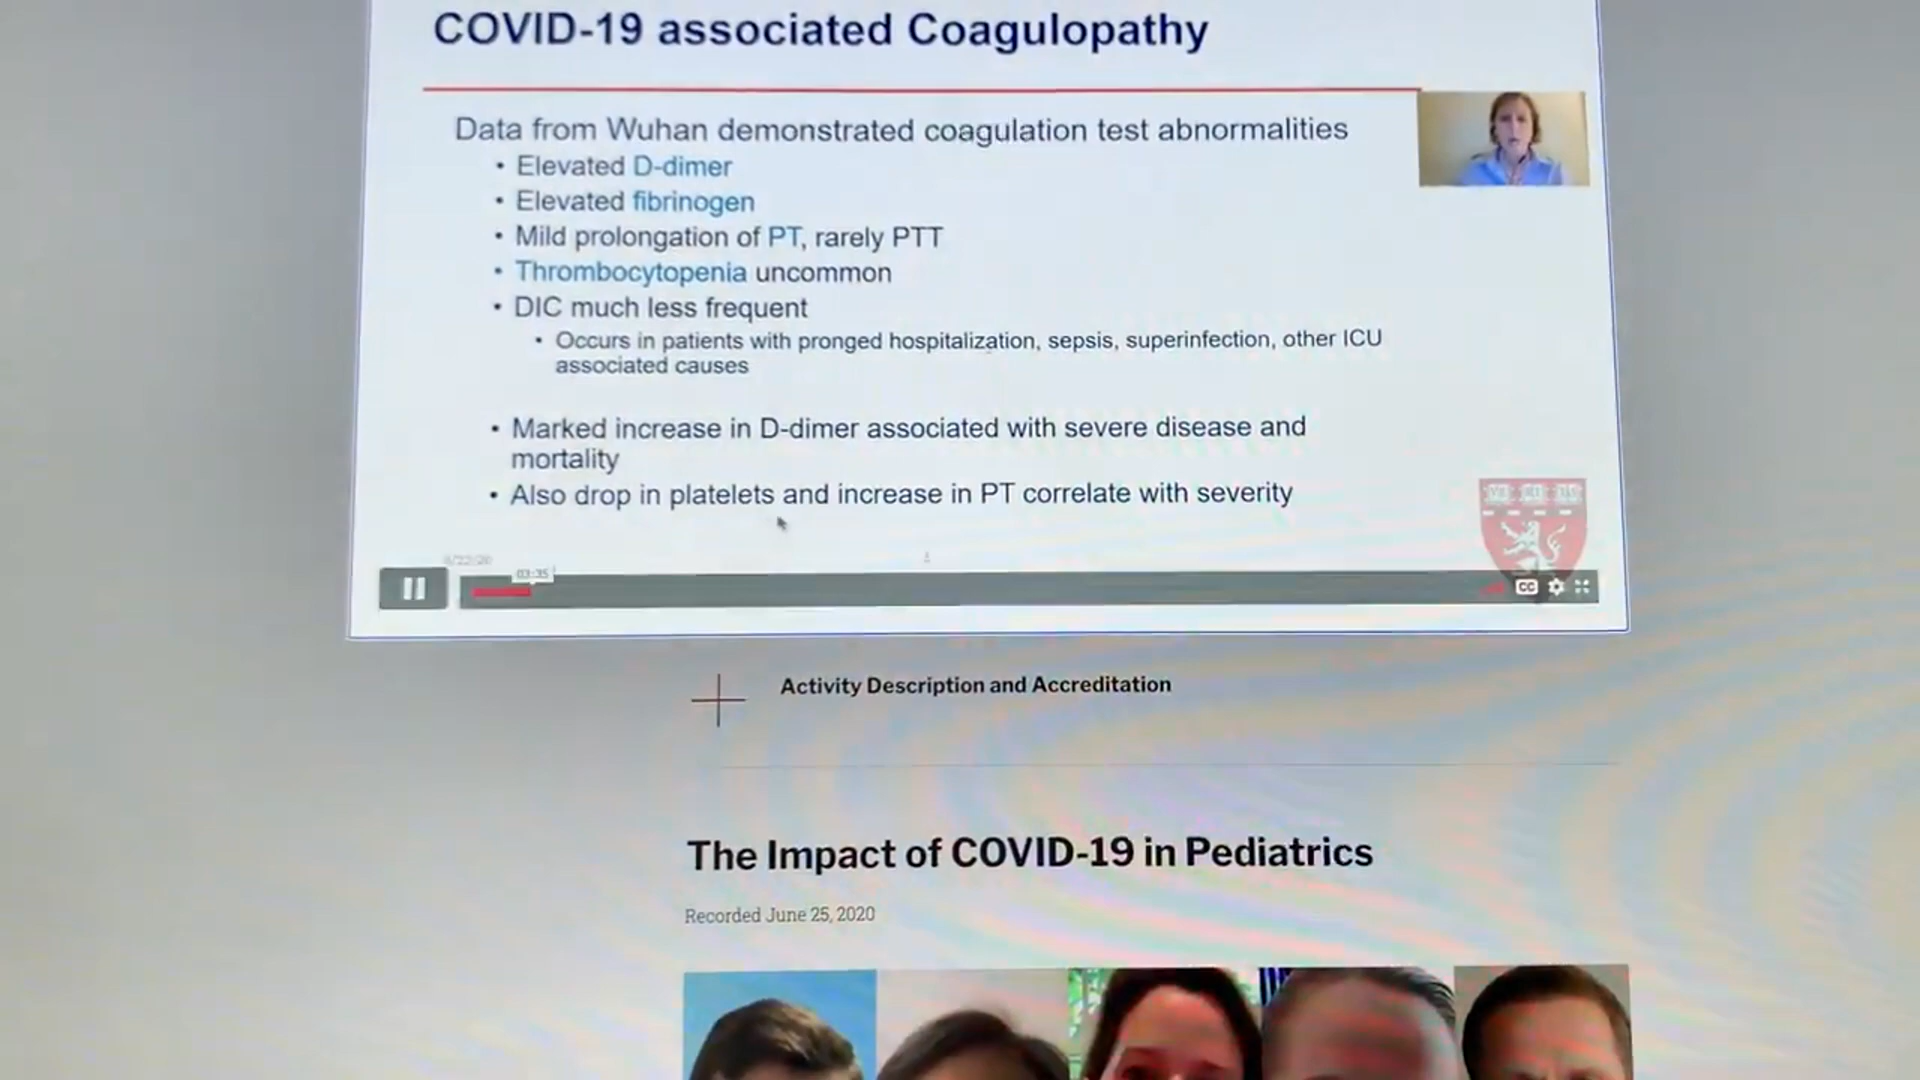 COVID-19 associated Coagulopathy
Data from Wuhan demonstrated coagulation test abnormalities
• Elevated D-dimer
• Elevated fibrinogen
• Mild prolongation of PT, rarely PTT
• Thrombocytopenia uncommon
• DIC much less frequent
• Occurs in patients with pronged hospitalization, sepsis, superinfection, other ICU
associated causes
• Marked increase in D-dimer associated with severe disease and
mortality
• Also drop in platelets and increase in PT correlate with severity
03:35
CC
Activity Description and Accreditation
The Impact of COVID-19 in Pediatrics
Recorded June 25, 2020